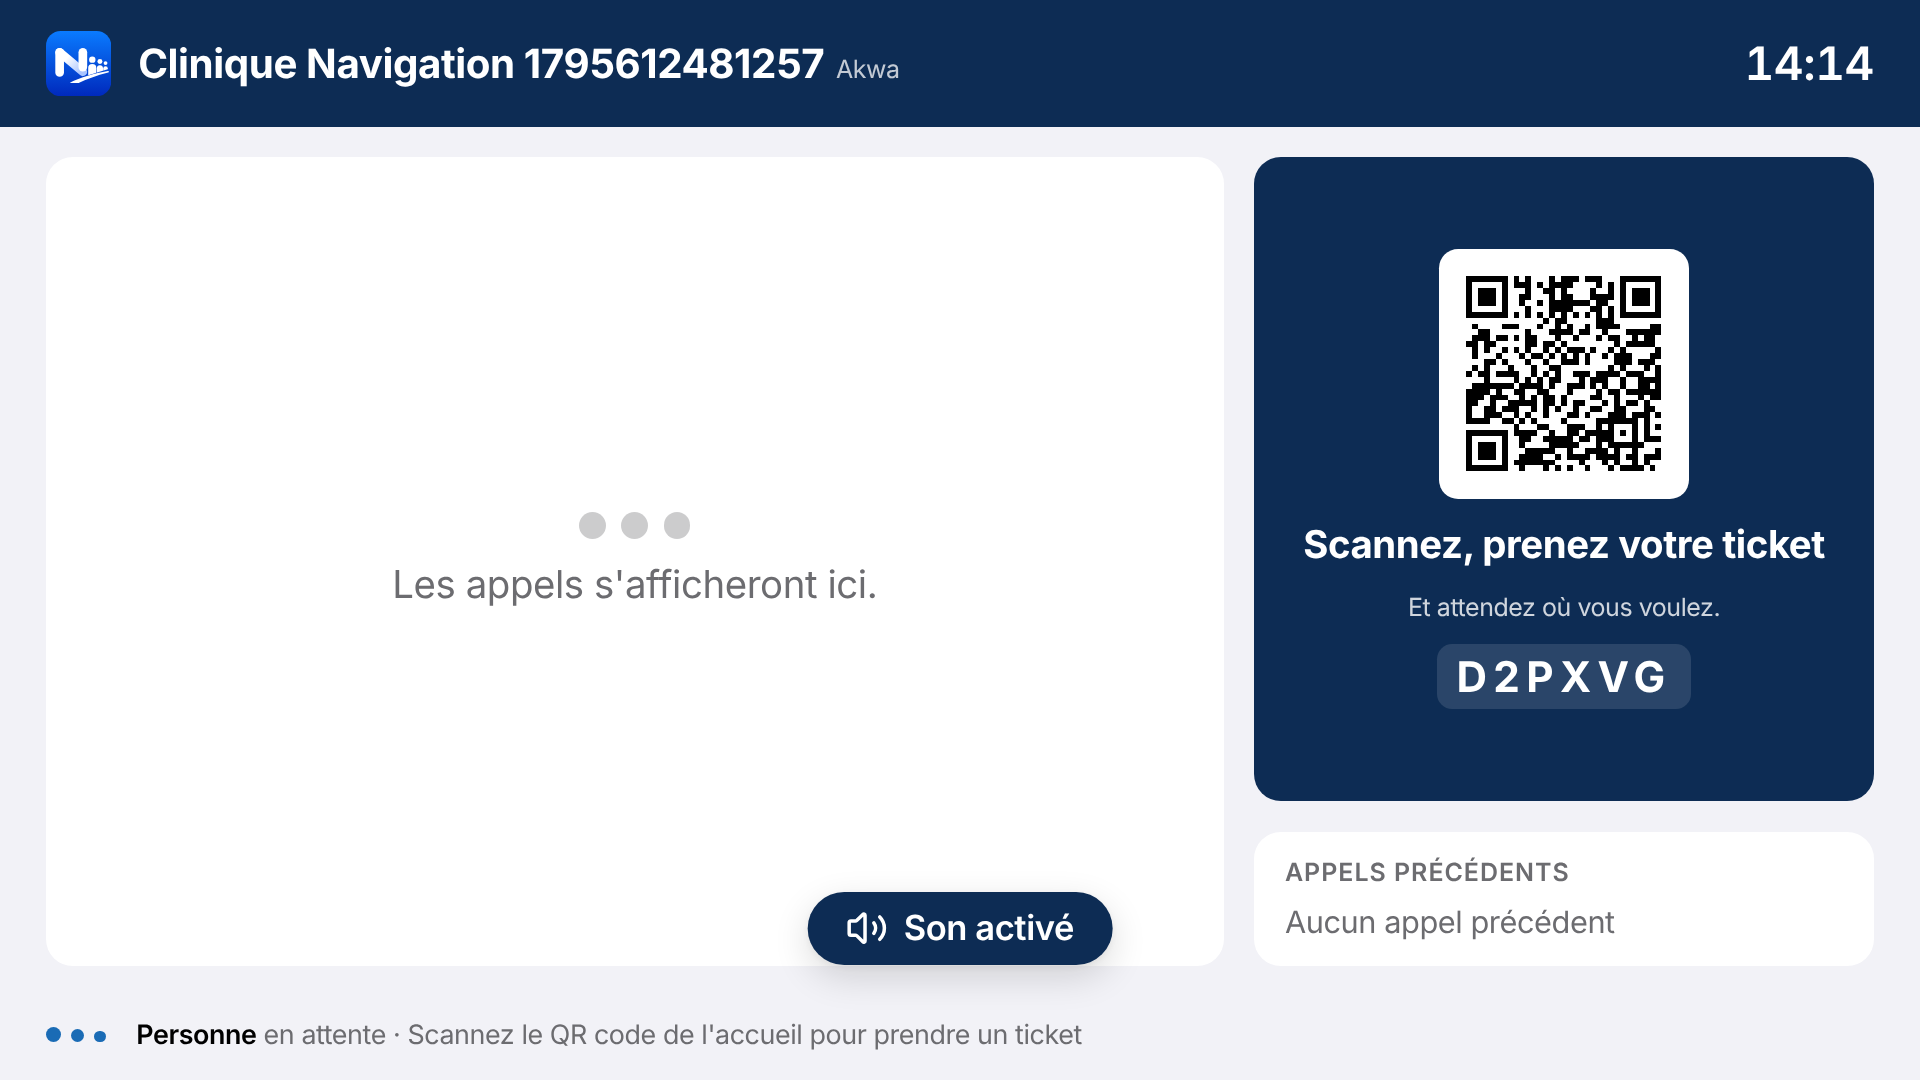 Clinique Navigation 1795612481257 Akwa
14:14
Les appels s'afficheront ici.
Scannez, prenez votre ticket
Et attendez où vous voulez.
D2PXVG
APPELS PRÉCÉDENTS
Aucun appel précédent
Son activé
Personne en attente · Scannez le QR code de l'accueil pour prendre un ticket